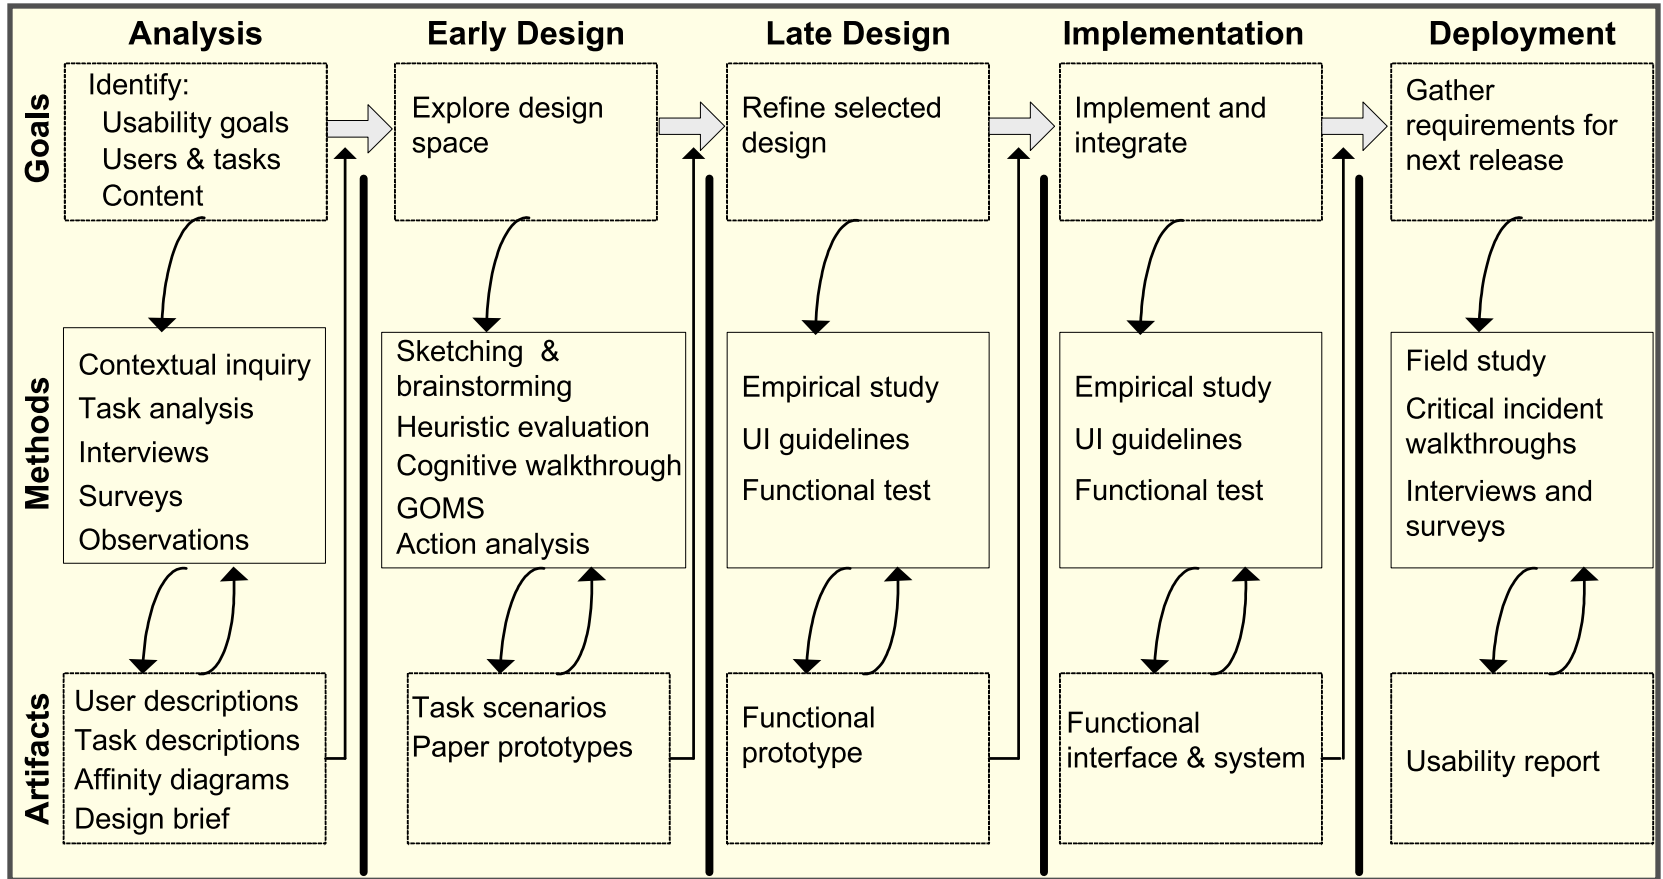 Analysis
Early Design
Late Design
Implementation
Deployment
Goals
Identify:
Usability goals
Users & tasks
Content
Explore design
space
Refine selected
design
Implement and
integrate
Gather
requirements for
next release
Methods
Contextual inquiry
Task analysis
Interviews
Surveys
Observations
Sketching & 
brainstorming
Heuristic evaluation
Cognitive walkthrough
GOMS
Action analysis
Empirical study
UI guidelines
Functional test
Empirical study
UI guidelines
Functional test
Field study
Critical incident
walkthroughs
Interviews and
surveys
Artifacts
User descriptions
Task descriptions
Affinity diagrams
Design brief
Task scenarios
Paper prototypes
Functional
prototype
Functional
interface & system
Usability report